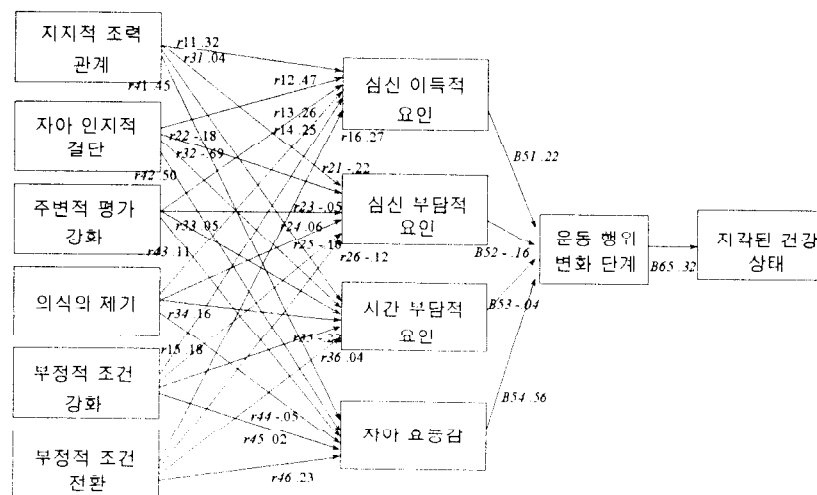 지지적 조력
관계
자아 인지적
결단
주변적 평가
강화
의식의 제기
부정적 조건
강화
부정적 조건
전환
r11 .32
r31 .04
r41 .45
r12 .47
r13 .26
r14 .25
r16 .27
r22 -.18
r32 -.69
r42 .50
r21 -.22
r23 -.05
r24 .06
r25 -.10
r26 -.12
r33 .05
r43 .11
r34 .16
r15 .18
r36 .04
r44 -.05
r45 .02
r46 .23
심신 이득적
요인
심신 부담적
요인
시간 부담적
요인
자아 효능감
B51 .22
B52 -.16
B53 -.04
B54 .56
운동 행위
변화 단계
B65 .32
지각된 건강
상태